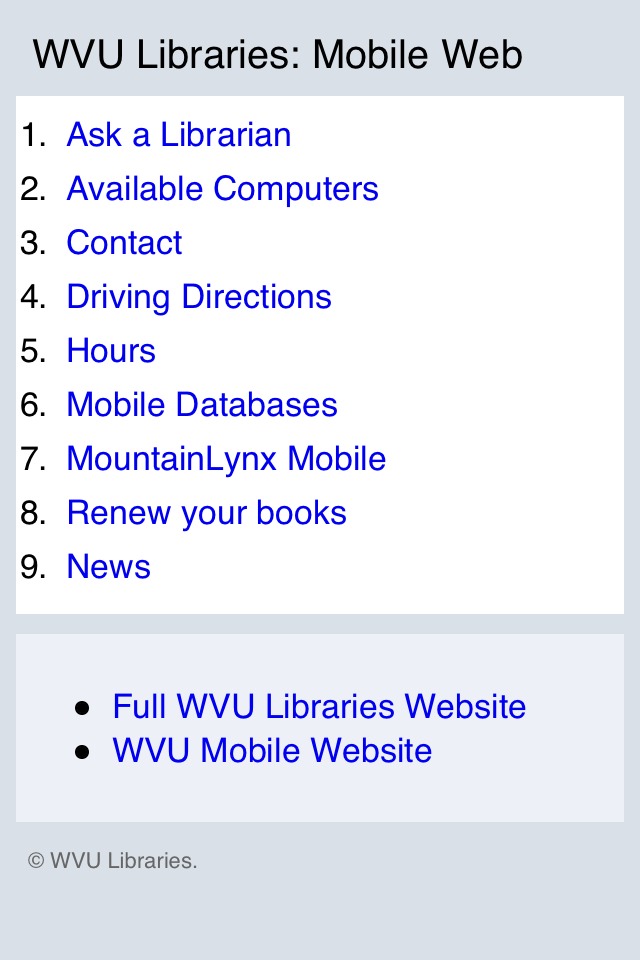 WVU Libraries: Mobile Web
1. Ask a Librarian
2. Available Computers
3. Contact
4. Driving Directions
5. Hours
6. Mobile Databases
7. MountainLynx Mobile
8. Renew your books
9. News
• Full WVU Libraries Website
• WVU Mobile Website
© WVU Libraries.